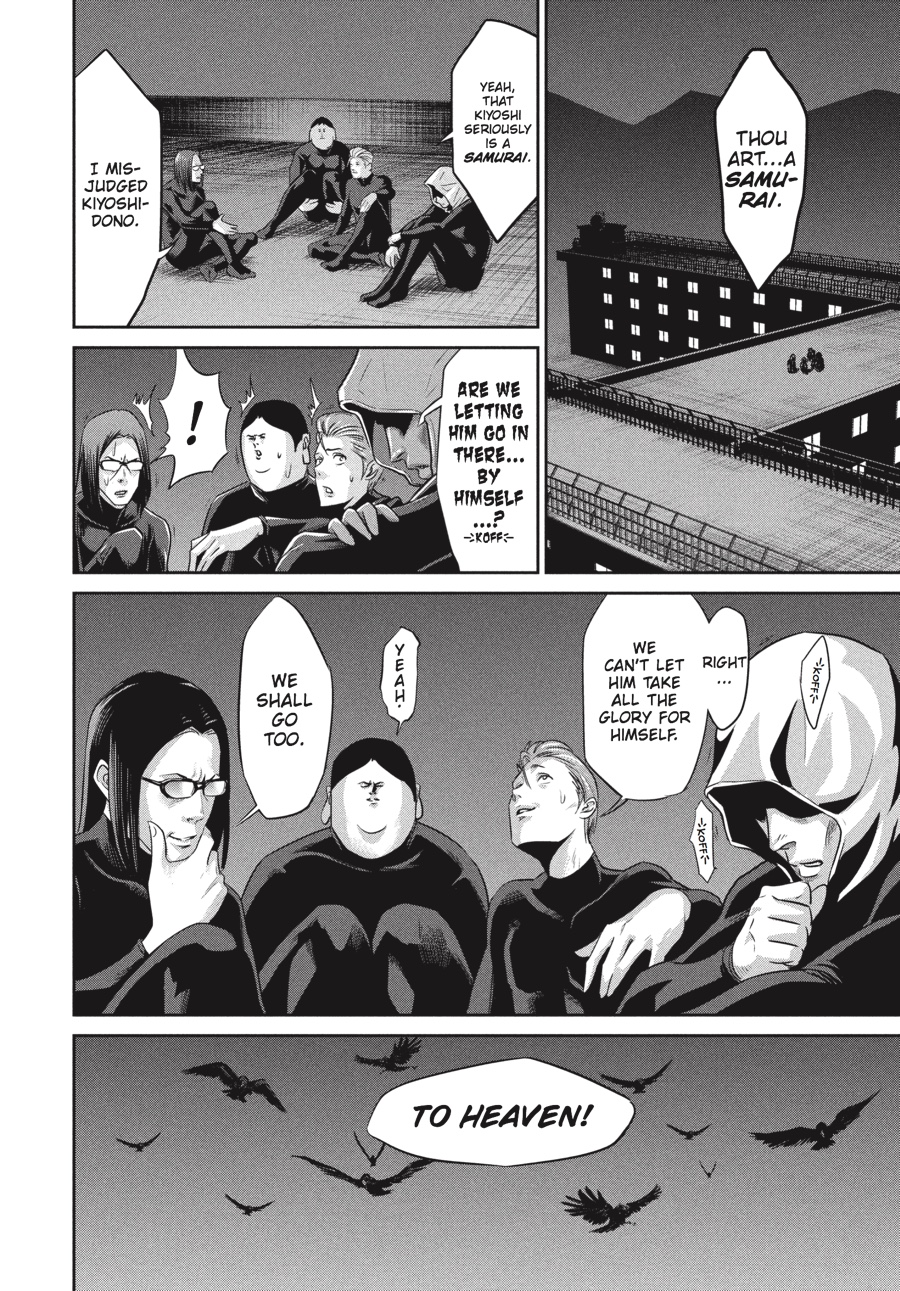 THOU
ART...A
SAMU-
RAI.
YEAH,
THAT
KIYOSHI
SERIOUSLY
IS A
SAMURAI.
I MIS-
JUDGED
KIYOSHI-
DONO.
ARE WE
LETTING
HIM GO IN
THERE...
BY
HIMSELF
...?
KOFF
!
KOFF
RIGHT
...
KOFF
WE
CAN'T LET
HIM TAKE
ALL THE
GLORY FOR
HIMSELF.
YEAH.
WE
SHALL
GO
TOO.
TO HEAVEN!